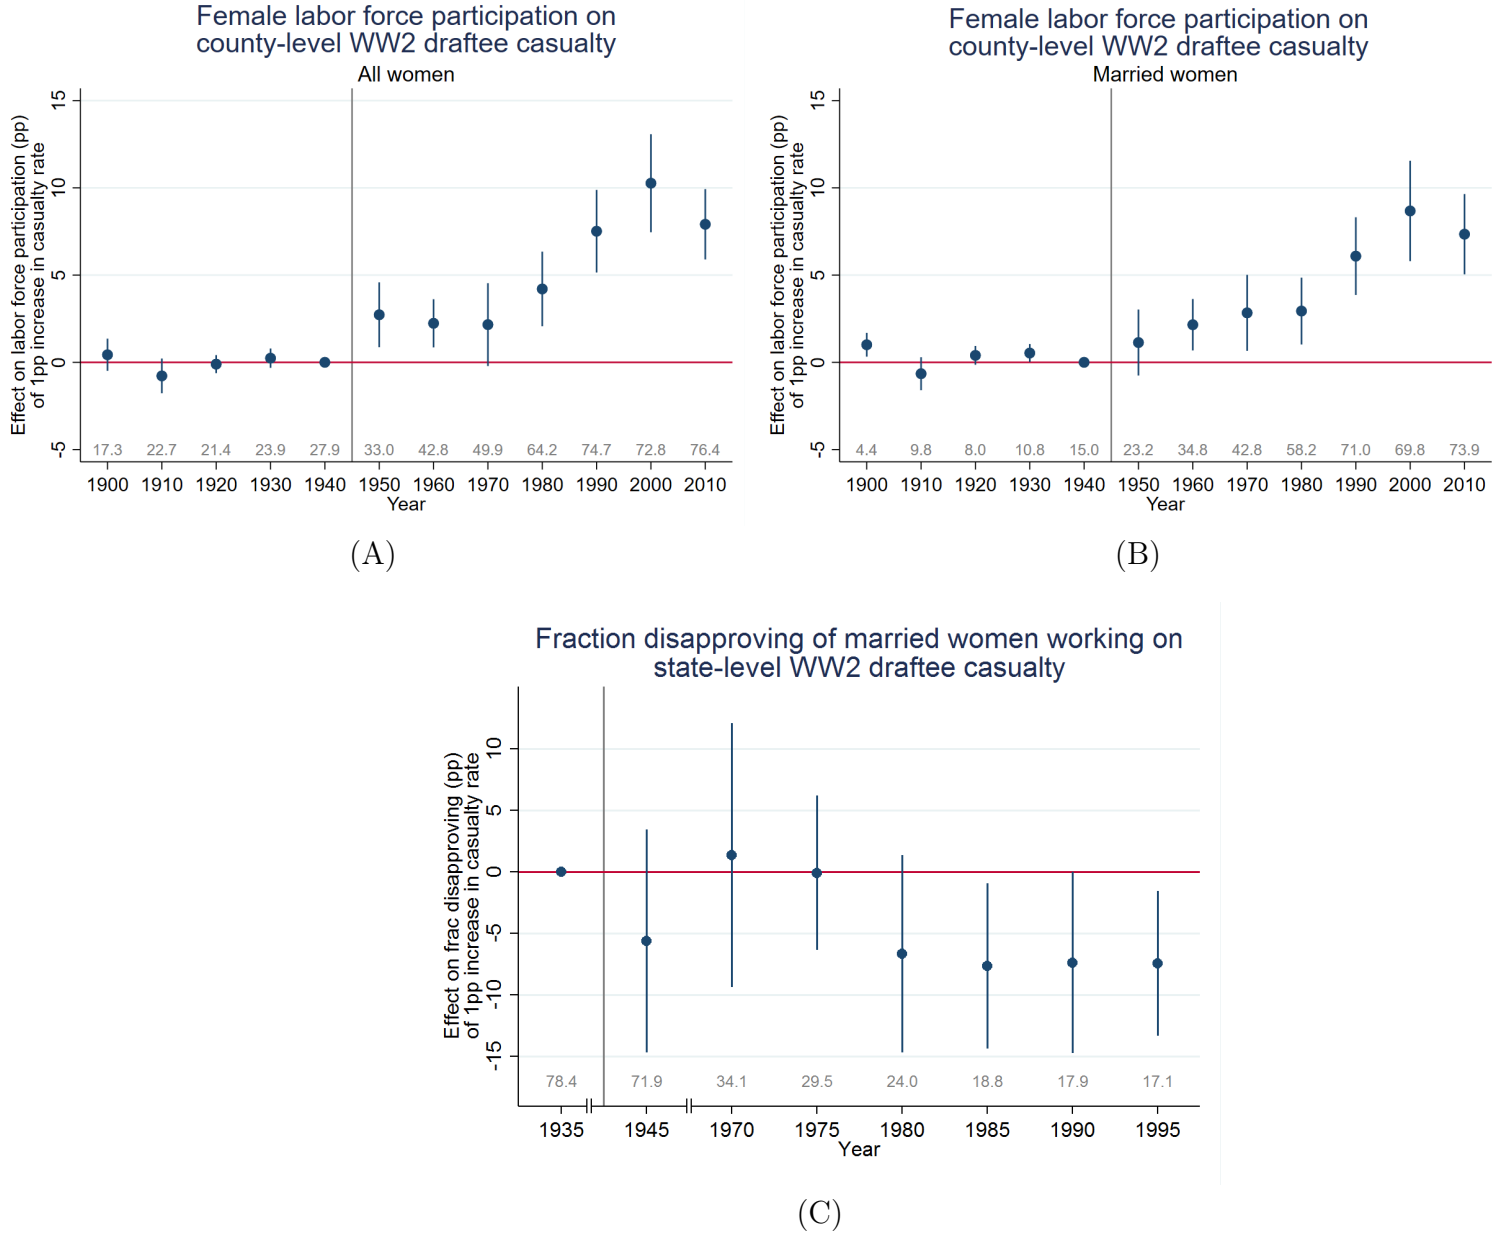 Female labor force participation on
county-level WW2 draftee casualty
All women
Effect on labor force participation (pp)
of 1pp increase in casualty rate
15
10
5
0
-5
17.3 22.7 21.4 23.9 27.9 33.0 42.8 49.9 64.2 74.7 72.8 76.4
1900 1910 1920 1930 1940 1950 1960 1970 1980 1990 2000 2010
Year
(A)
Female labor force participation on
county-level WW2 draftee casualty
Married women
Effect on labor force participation (pp)
of 1pp increase in casualty rate
15
10
5
0
-5
4.4 9.8 8.0 10.8 15.0 23.2 34.8 42.8 58.2 71.0 69.8 73.9
1900 1910 1920 1930 1940 1950 1960 1970 1980 1990 2000 2010
Year
(B)
Fraction disapproving of married women working on
state-level WW2 draftee casualty
Effect on frac disapproving (pp)
of 1pp increase in casualty rate
10
5
0
-5
-10
-15
78.4 71.9 34.1 29.5 24.0 18.8 17.9 17.1
1935 1945 1970 1975 1980 1985 1990 1995
Year
(C)